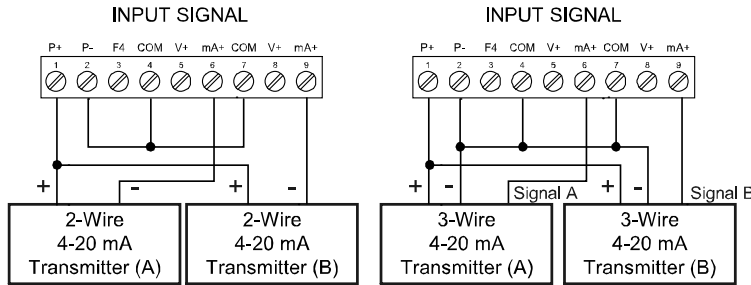 INPUT SIGNAL
P+ P- F4 COM V+ mA+ COM V+ mA+
1 2 3 4 5 6 7 8 9
+ - + -
2-Wire
4-20 mA
Transmitter (A)
2-Wire
4-20 mA
Transmitter (B)
INPUT SIGNAL
P+ P- F4 COM V+ mA+ COM V+ mA+
1 2 3 4 5 6 7 8 9
+ - Signal A + - Signal B
3-Wire
4-20 mA
Transmitter (A)
3-Wire
4-20 mA
Transmitter (B)